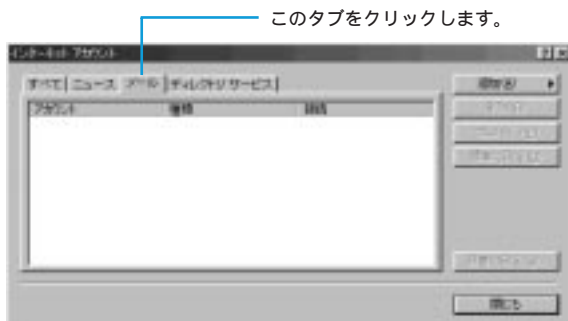 このタブをクリックします。
インターネット アカウント
すべて ニュース メール ディレクトリ サービス
アカウント 種類 接続
追加(A)
閉じる